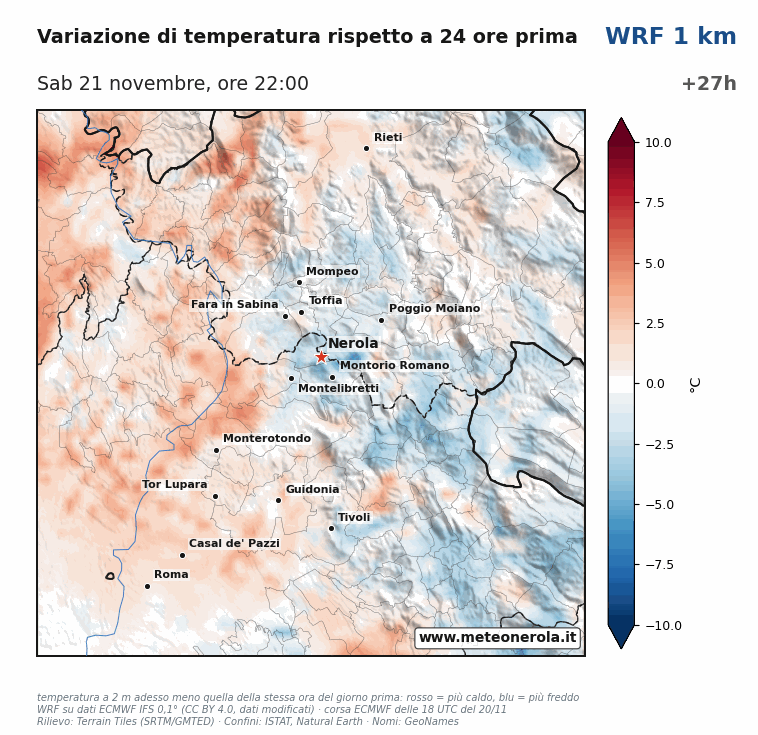 Variazione di temperatura rispetto a 24 ore prima
WRF 1 km
Sab 21 novembre, ore 22:00
+27h
Rieti
Mompeo
Fara in Sabina
Toffia
Poggio Moiano
Nerola
Montorio Romano
Montelibretti
Monterotondo
Tor Lupara
Guidonia
Tivoli
Casal de' Pazzi
Roma
www.meteonerola.it
10.0
7.5
5.0
2.5
0.0
−2.5
−5.0
−7.5
−10.0
°C
temperatura a 2 m adesso meno quella della stessa ora del giorno prima: rosso = più caldo, blu = più freddo
WRF su dati ECMWF IFS 0,1° (CC BY 4.0, dati modificati) · corsa ECMWF delle 18 UTC del 20/11
Rilievo: Terrain Tiles (SRTM/GMTED) · Confini: ISTAT, Natural Earth · Nomi: GeoNames